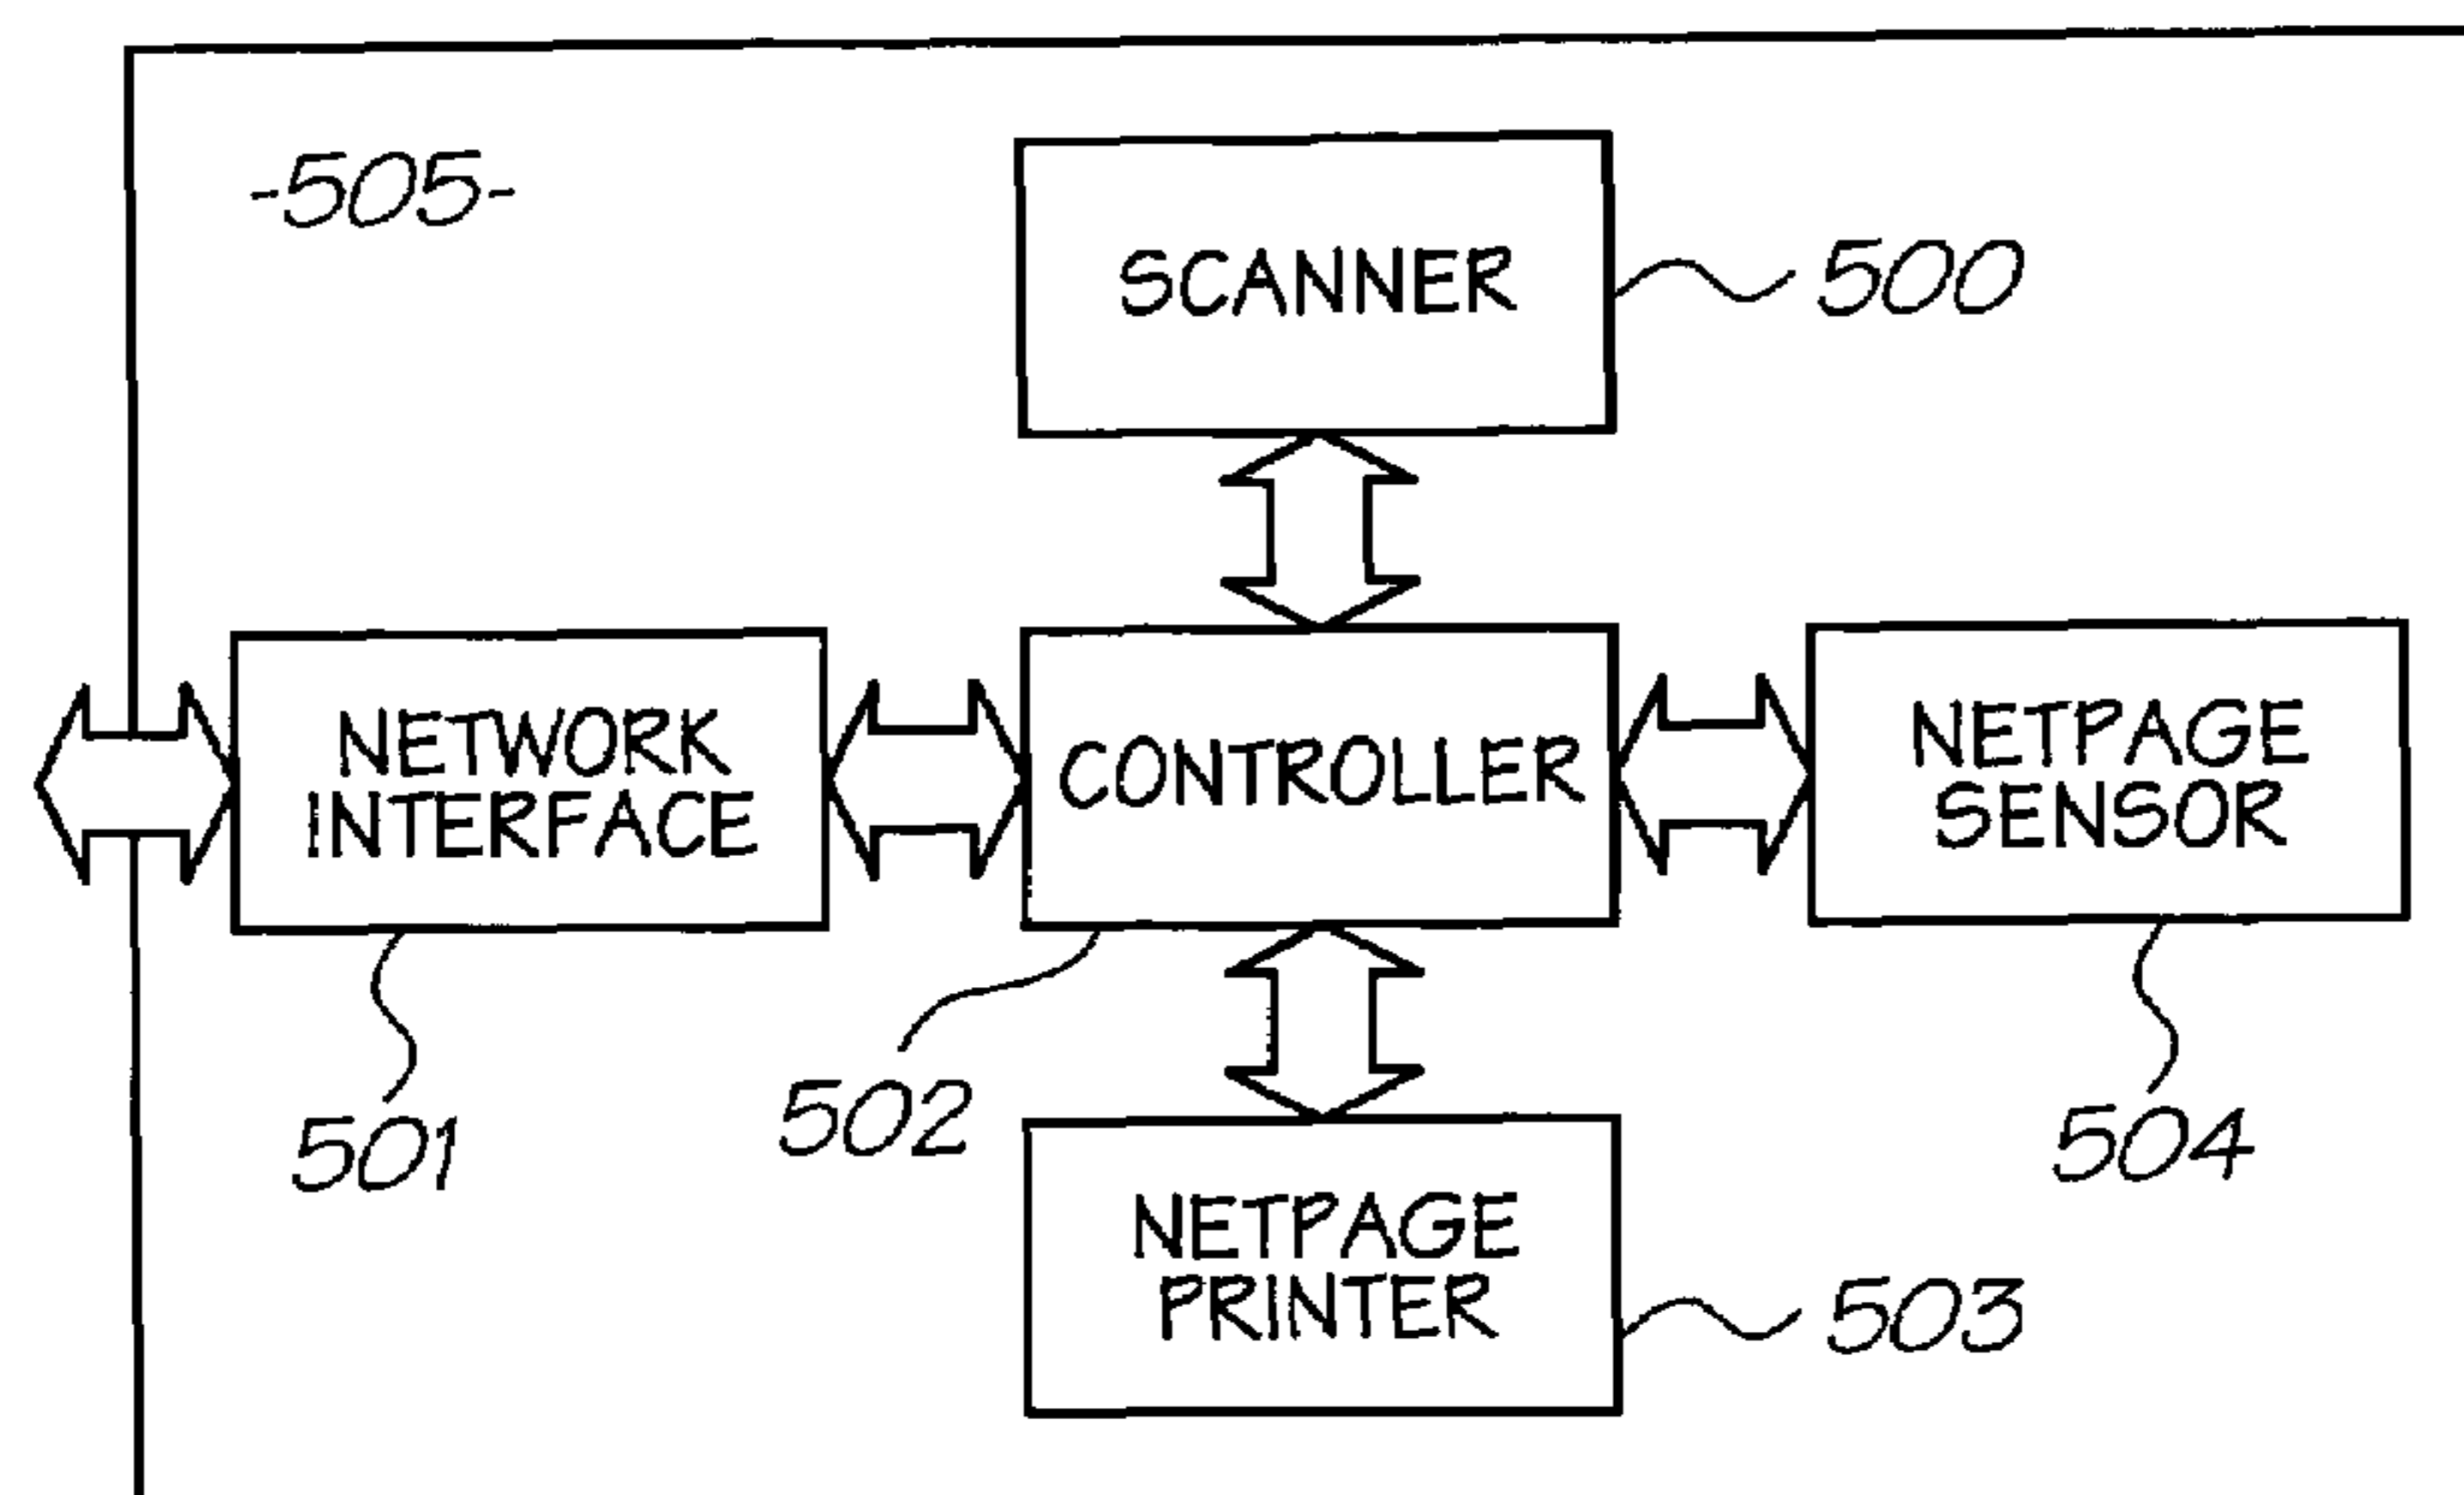 -505-
SCANNER
500
NETWORK
INTERFACE
CONTROLLER
NETPAGE
SENSOR
501
502
504
NETPAGE
PRINTER
503